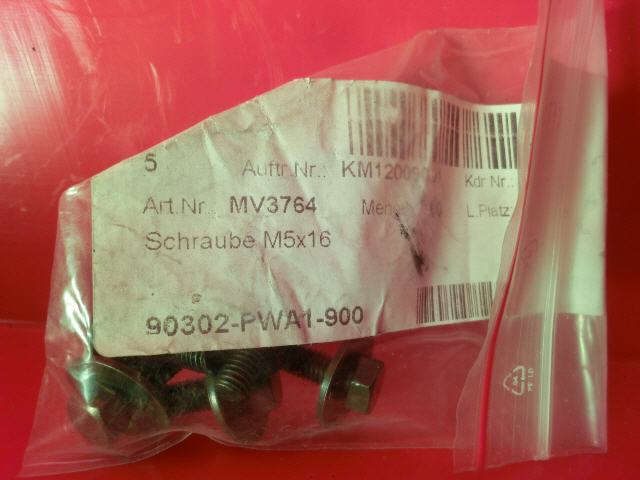 5 Auftr.Nr.: Kdr Nr.:
Art.Nr. MV3764 L.Platz:
Schraube M5x16
90302-PWA1-900